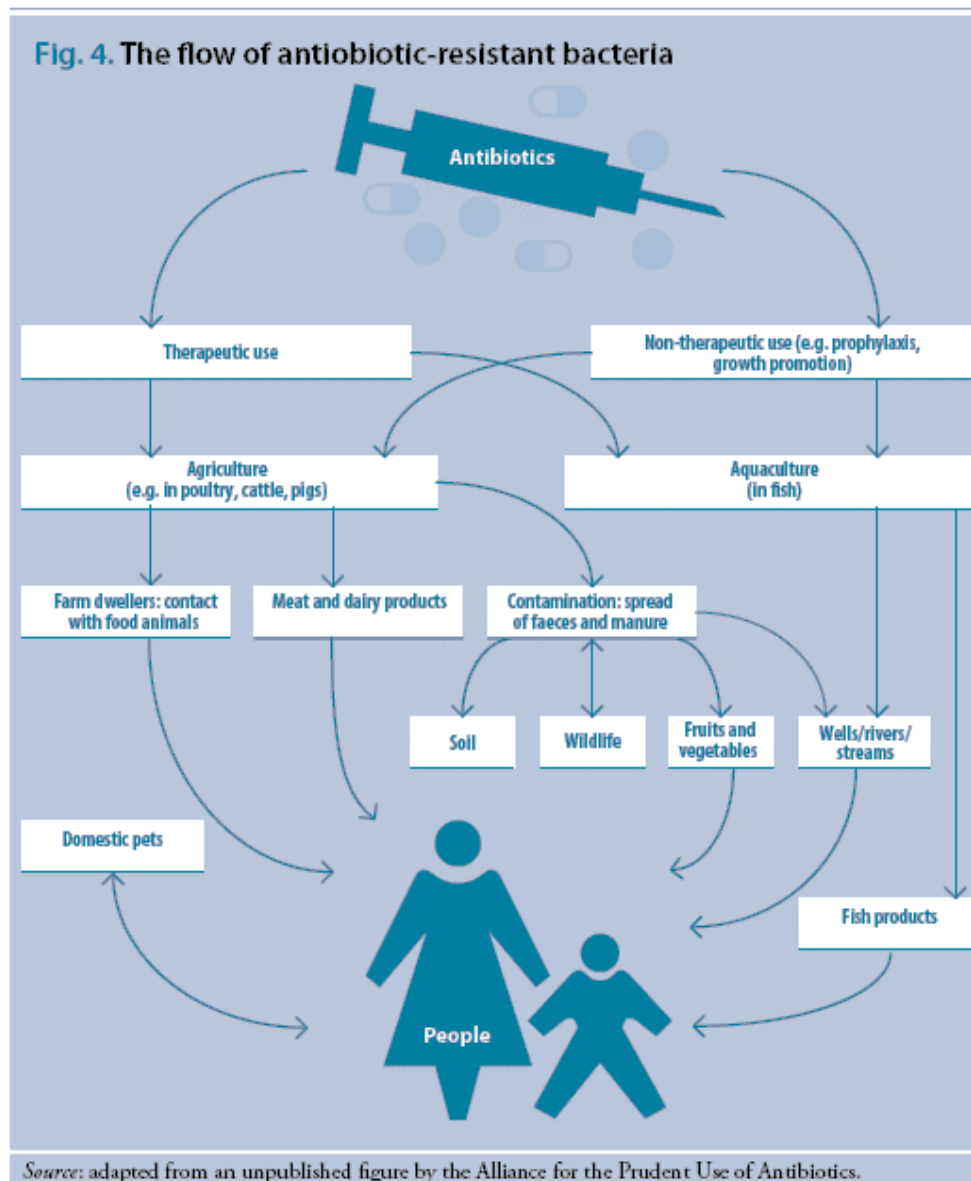 Fig. 4. The flow of antiobiotic-resistant bacteria
Antibiotics
Therapeutic use
Non-therapeutic use (e.g. prophylaxis,
growth promotion)
Agriculture
(e.g. in poultry, cattle, pigs)
Aquaculture
(in fish)
Farm dwellers: contact
with food animals
Meat and dairy products
Contamination: spread
of faeces and manure
Soil
Wildlife
Fruits and
vegetables
Wells/rivers/
streams
Domestic pets
Fish products
People
Source: adapted from an unpublished figure by the Alliance for the Prudent Use of Antibiotics.